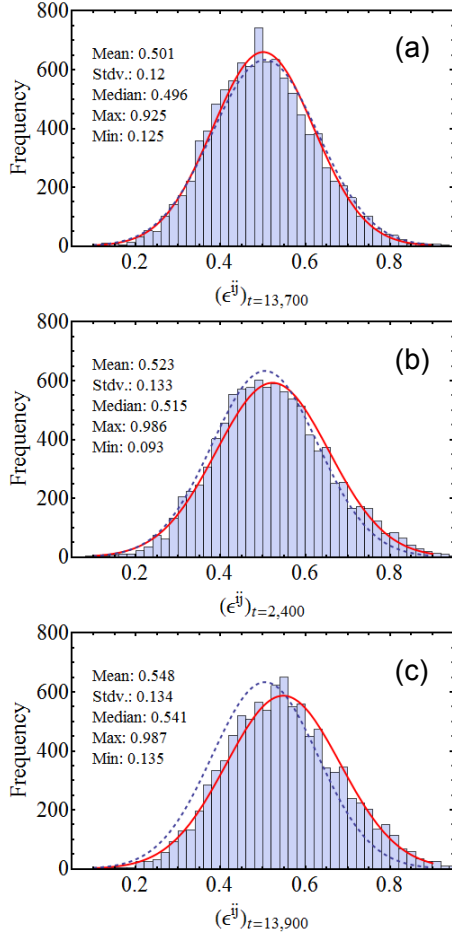 (a)
Mean: 0.501
Stdv.: 0.12
Median: 0.496
Max: 0.925
Min: 0.125
Frequency
800
600
400
200
0
0.2 0.4 0.6 0.8
(ϵ^ij)_t=13,700
(b)
Mean: 0.523
Stdv.: 0.133
Median: 0.515
Max: 0.986
Min: 0.093
Frequency
800
600
400
200
0
0.2 0.4 0.6 0.8
(ϵ^ij)_t=2,400
(c)
Mean: 0.548
Stdv.: 0.134
Median: 0.541
Max: 0.987
Min: 0.135
Frequency
800
600
400
200
0
0.2 0.4 0.6 0.8
(ϵ^ij)_t=13,900